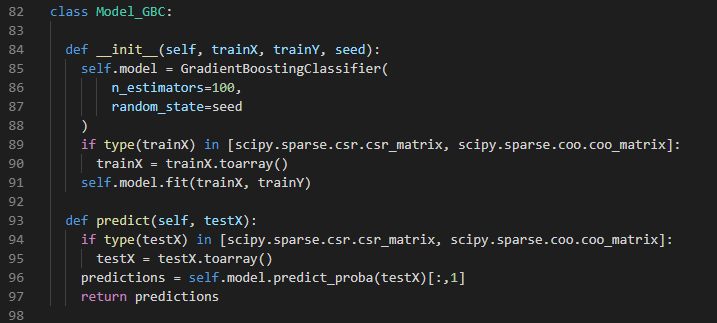 82 class Model_GBC:
83
84   def __init__(self, trainX, trainY, seed):
85     self.model = GradientBoostingClassifier(
86         n_estimators=100,
87         random_state=seed
88     )
89     if type(trainX) in [scipy.sparse.csr.csr_matrix, scipy.sparse.coo.coo_matrix]:
90       trainX = trainX.toarray()
91     self.model.fit(trainX, trainY)
92
93   def predict(self, testX):
94     if type(testX) in [scipy.sparse.csr.csr_matrix, scipy.sparse.coo.coo_matrix]:
95       testX = testX.toarray()
96     predictions = self.model.predict_proba(testX)[:,1]
97     return predictions
98